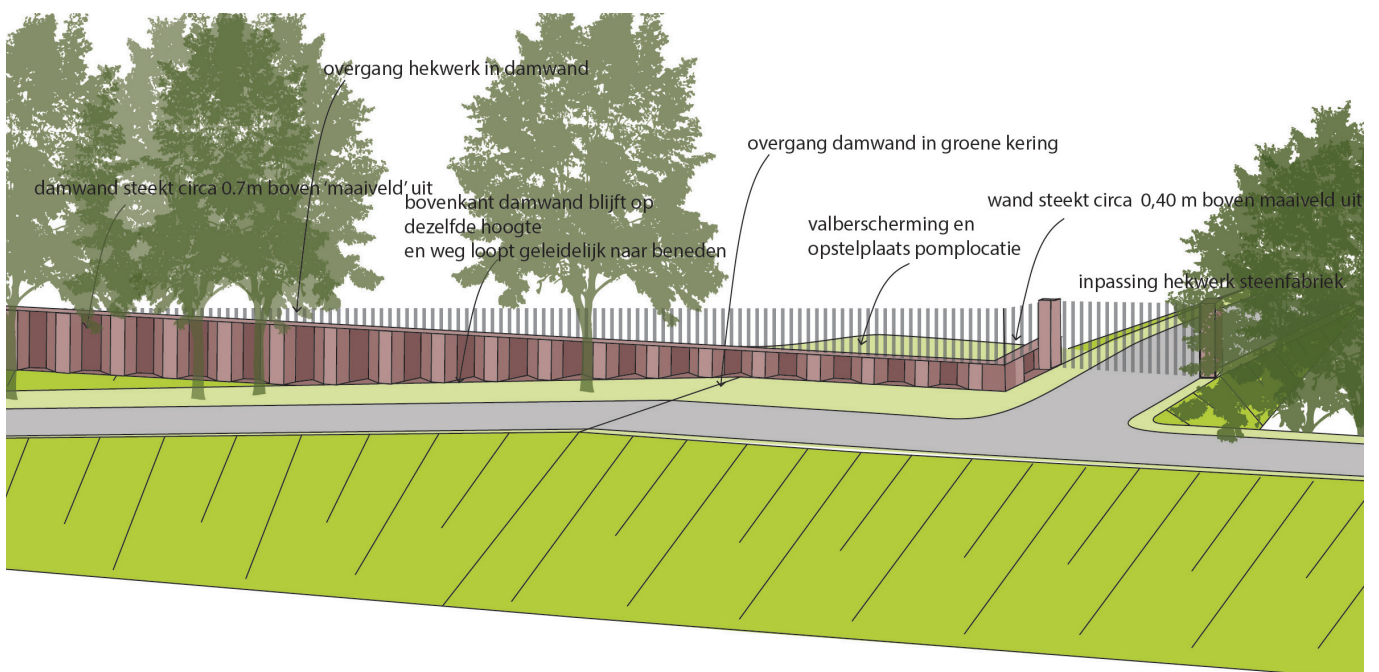 overgang hekwerk in damwand
overgang damwand in groene kering
damwand steekt circa 0.7m boven ‘maaiveld’ uit
bovenkant damwand blijft op
dezelfde hoogte
en weg loopt geleidelijk naar beneden
valberscherming en
opstelplaats pomplocatie
wand steekt circa 0,40 m boven maaiveld uit
inpassing hekwerk steenfabriek